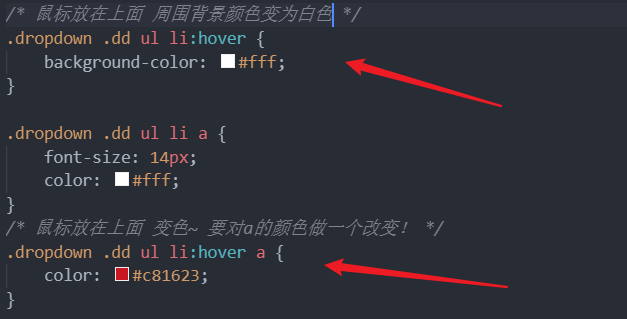 /* 鼠标放在上面 周围背景颜色变为白色 */
.dropdown .dd ul li:hover {
background-color: #fff;
}
.dropdown .dd ul li a {
font-size: 14px;
color: #fff;
}
/* 鼠标放在上面 变色~ 要对a的颜色做一个改变! */
.dropdown .dd ul li:hover a {
color: #c81623;
}